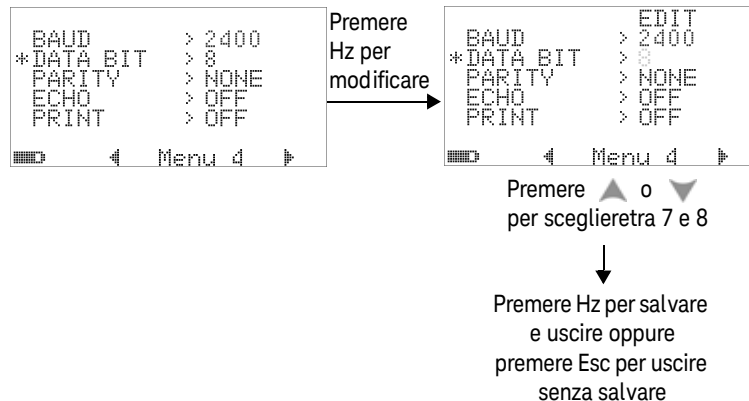 BAUD > 2400
*DATA BIT > 8
PARITY > NONE
ECHO > OFF
PRINT > OFF
Menu 4
Premere
Hz per
modificare
EDIT
BAUD > 2400
*DATA BIT > 8
PARITY > NONE
ECHO > OFF
PRINT > OFF
Menu 4
Premere ▲ o ▼
per sceglieretra 7 e 8
Premere Hz per salvare
e uscire oppure
premere Esc per uscire
senza salvare